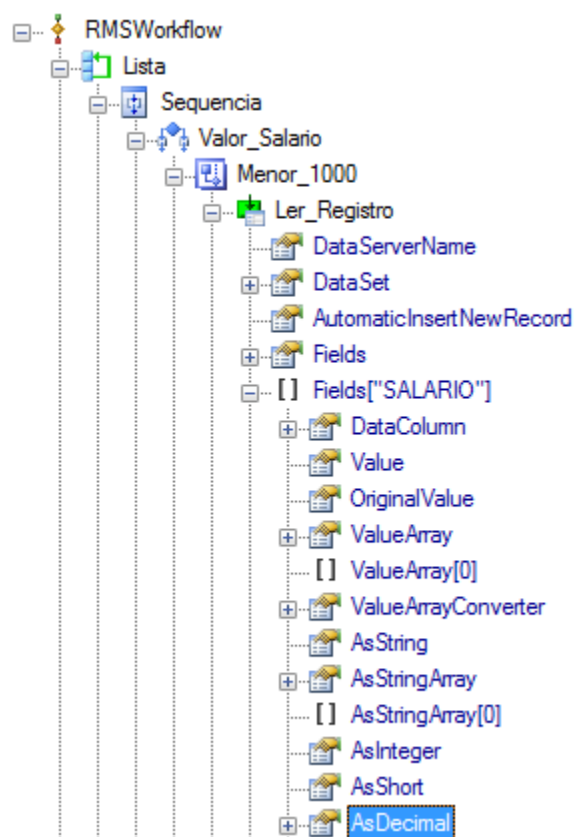 RMSWorkflow
Lista
Sequencia
Valor_Salario
Menor_1000
Ler_Registro
DataServerName
DataSet
AutomaticInsertNewRecord
Fields
[ ] Fields["SALARIO"]
DataColumn
Value
OriginalValue
ValueArray
[ ] ValueArray[0]
ValueArrayConverter
AsString
AsStringArray
[ ] AsStringArray[0]
AsInteger
AsShort
AsDecimal